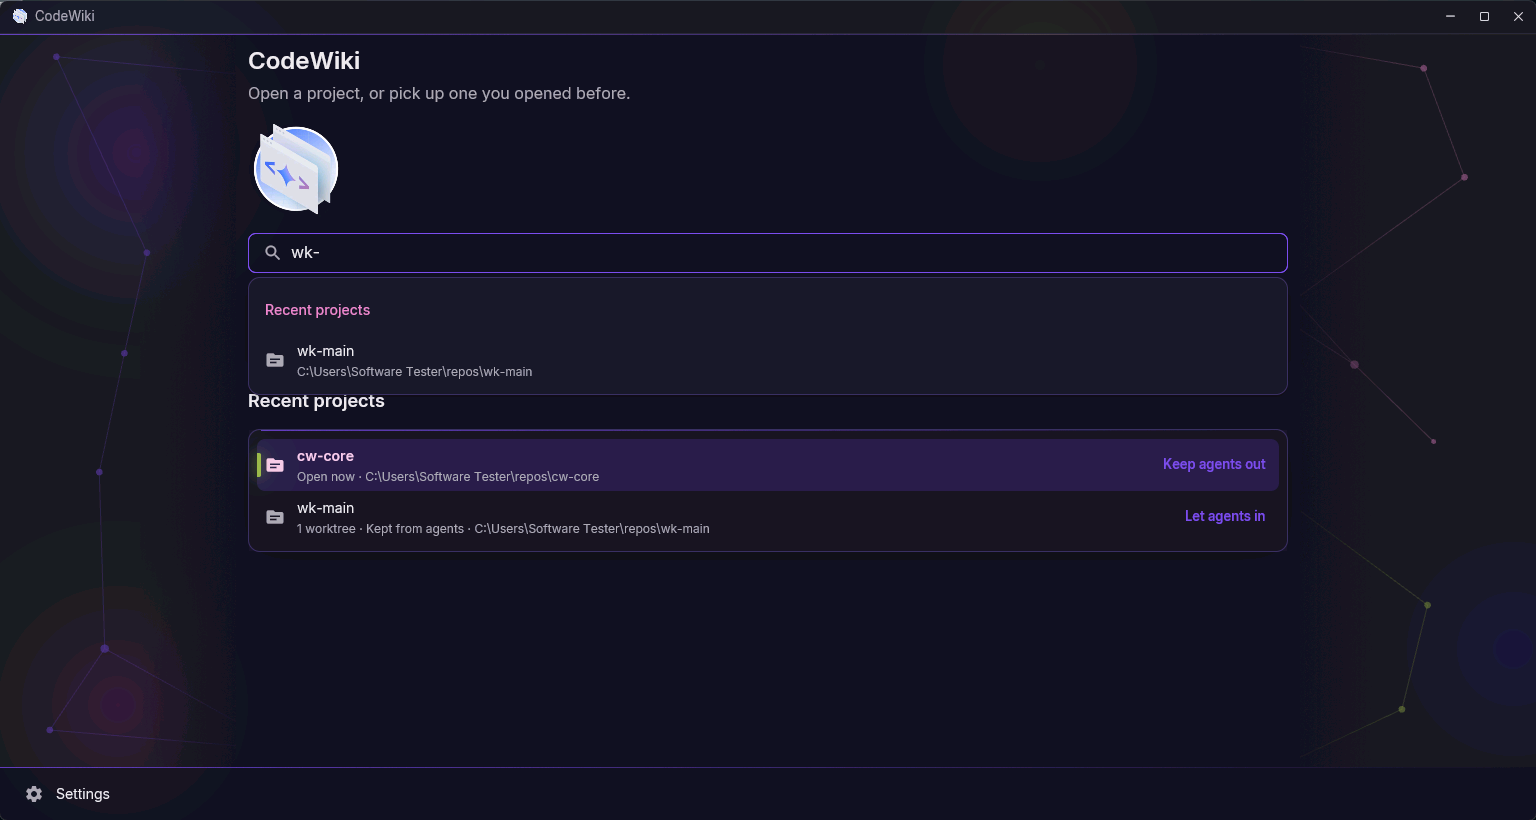 CodeWiki
CodeWiki
Open a project, or pick up one you opened before.
wk-
Recent projects
wk-main
C:\Users\Software Tester\repos\wk-main
Recent projects
cw-core
Open now · C:\Users\Software Tester\repos\cw-core
Keep agents out
wk-main
1 worktree · Kept from agents · C:\Users\Software Tester\repos\wk-main
Let agents in
Settings